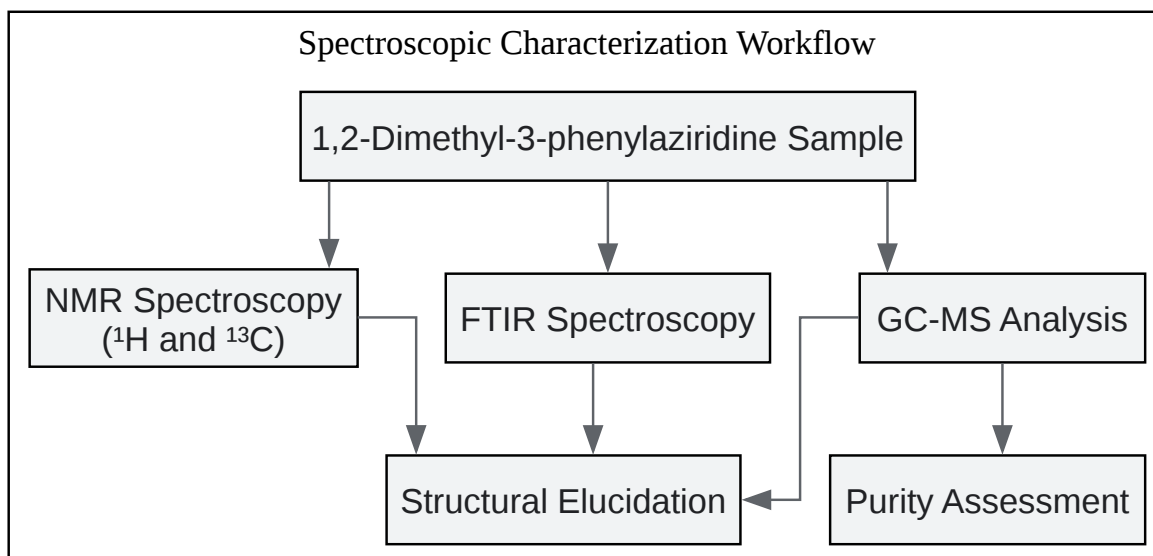 Spectroscopic Characterization Workflow
1,2-Dimethyl-3-phenylaziridine Sample
NMR Spectroscopy
(¹H and ¹³C)
FTIR Spectroscopy
GC-MS Analysis
Structural Elucidation
Purity Assessment